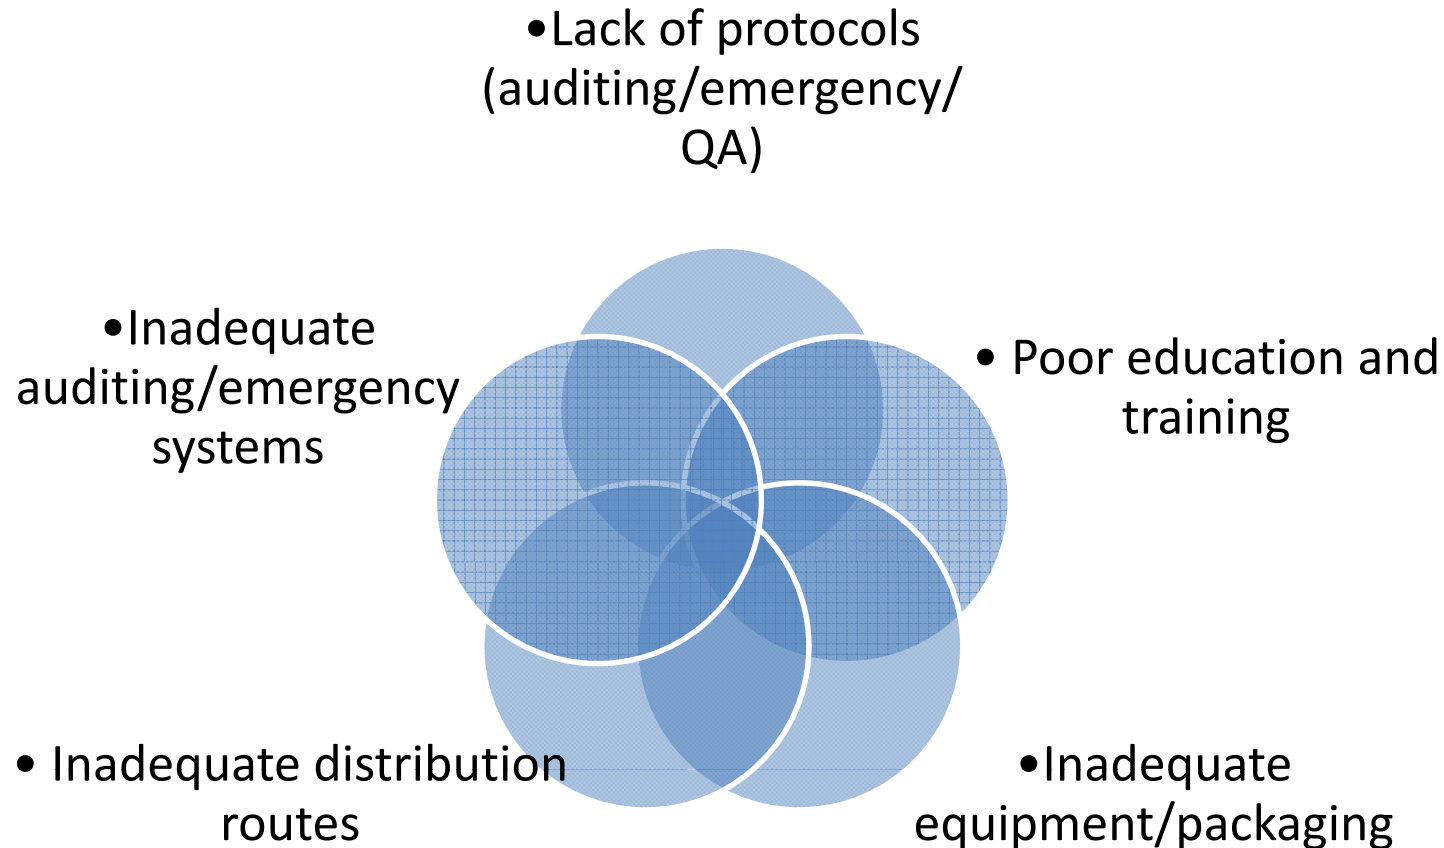 •Lack of protocols
(auditing/emergency/
QA)
•Inadequate
auditing/emergency
systems
• Poor education and
training
• Inadequate distribution
routes
•Inadequate
equipment/packaging